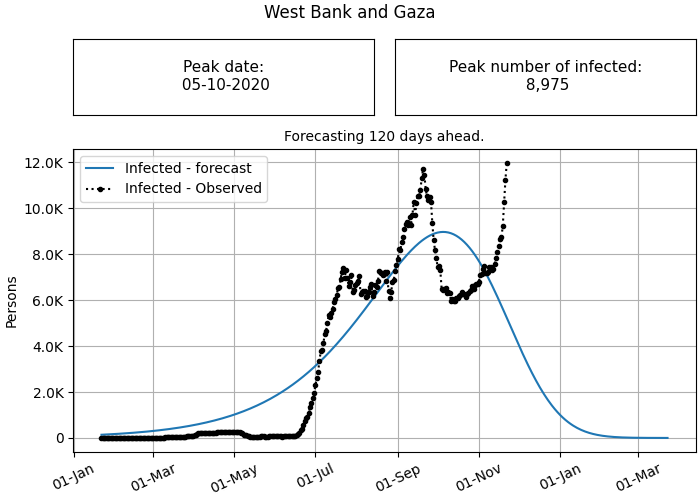 West Bank and Gaza
Peak date:
05-10-2020
Peak number of infected:
8,975
Forecasting 120 days ahead.
Infected - forecast
Infected - Observed
12.0K
10.0K
8.0K
6.0K
4.0K
2.0K
0
Persons
01-Jan
01-Mar
01-May
01-Jul
01-Sep
01-Nov
01-Jan
01-Mar